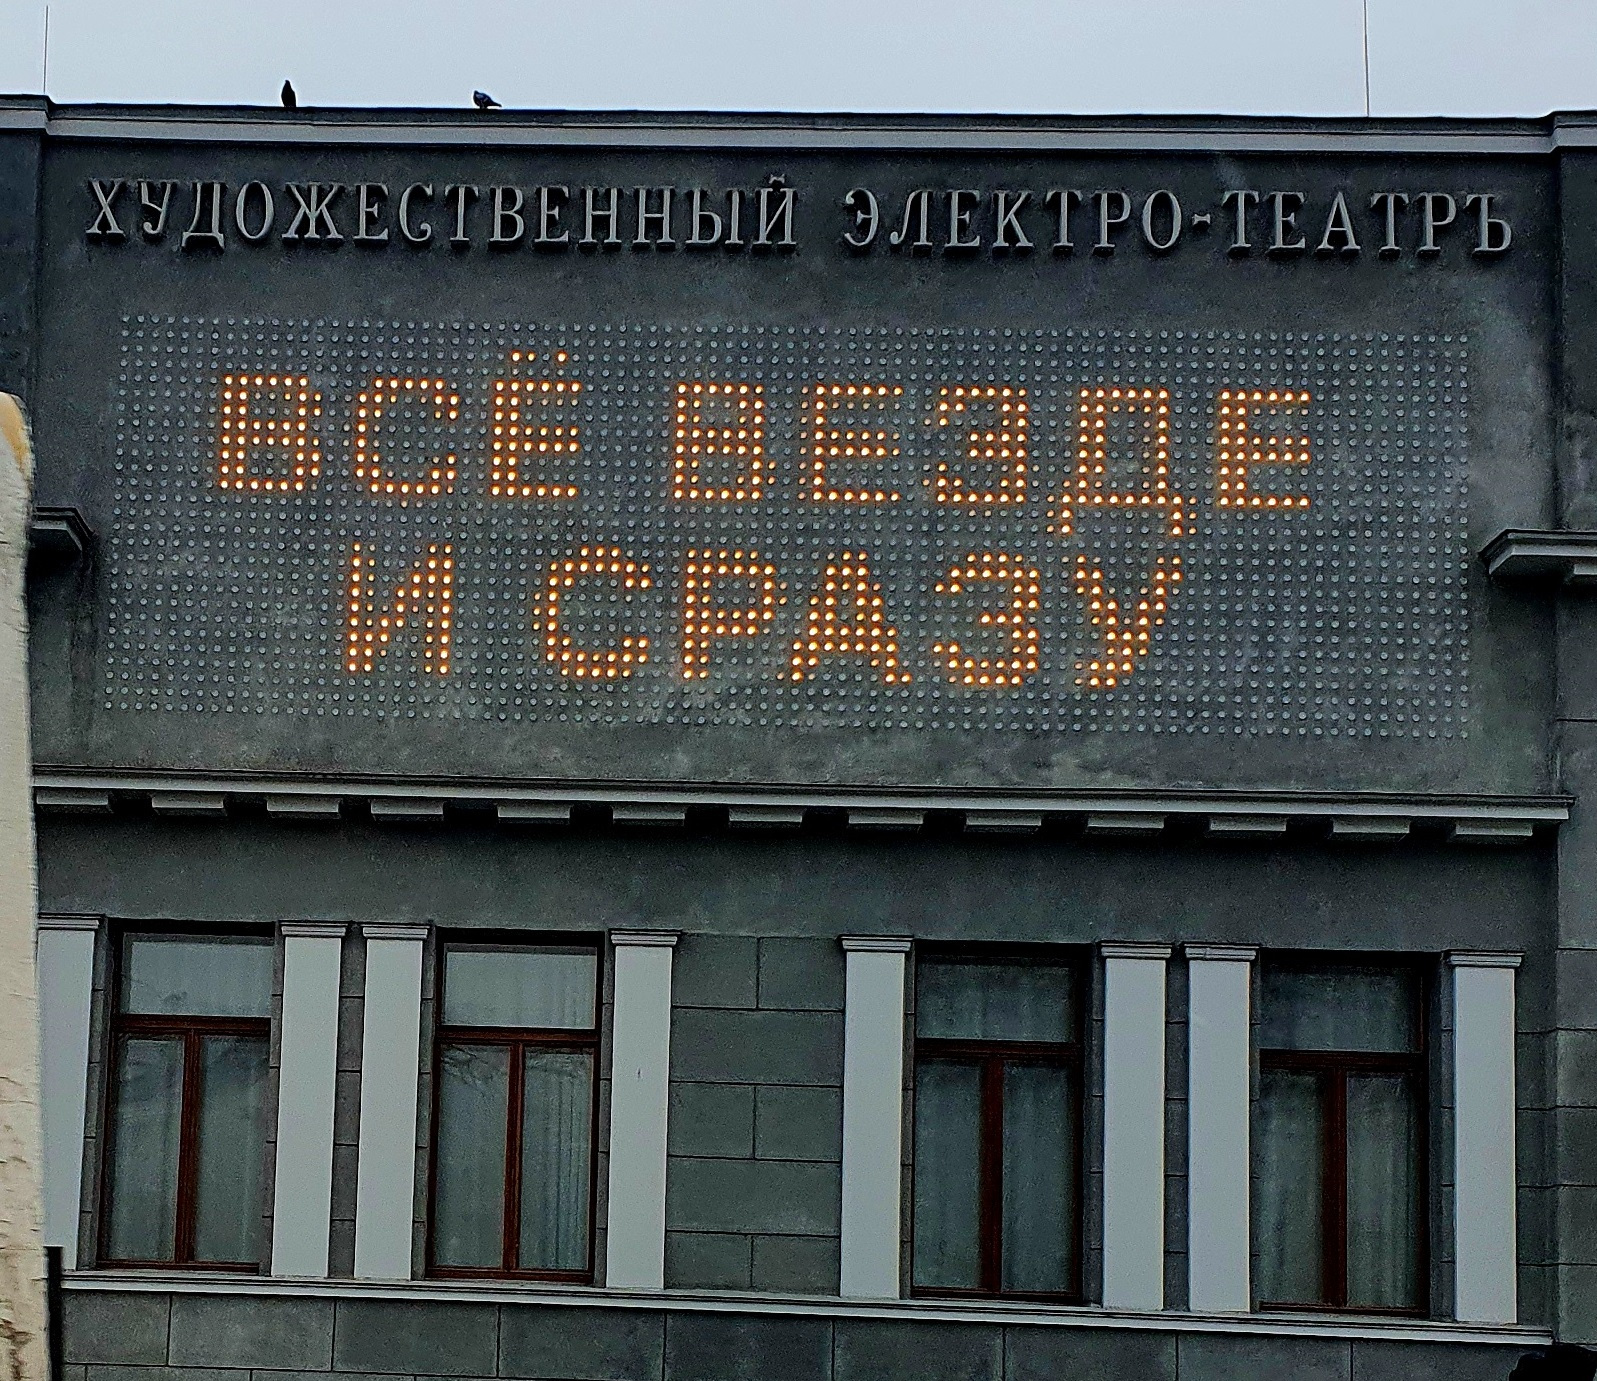 ХУДОЖЕСТВЕННЫЙ ЭЛЕКТРО-ТЕАТРЪ
ВСЁ ВЕЗДЕ
И СРАЗУ